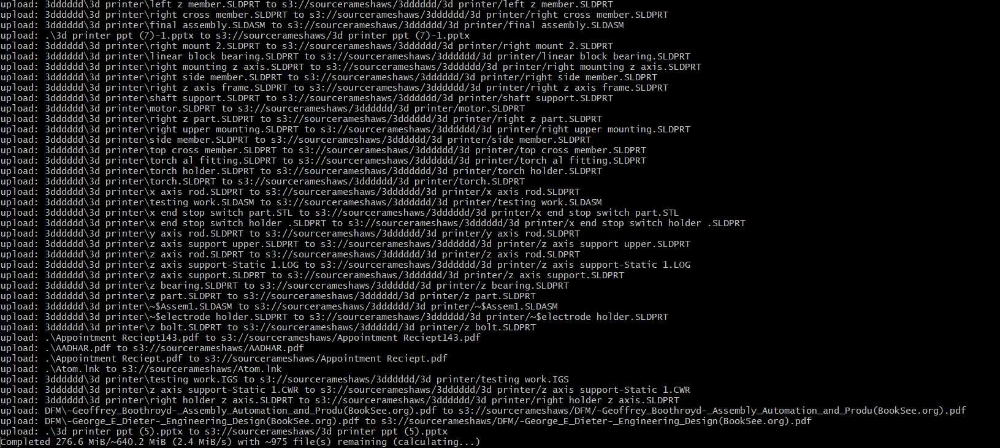 upload: 3dddddd\3d printer\left z member.SLDPRT to s3://sourcerameshaws/3dddddd/3d printer/left z member.SLDPRT
upload: 3dddddd\3d printer\right cross member.SLDPRT to s3://sourcerameshaws/3dddddd/3d printer/right cross member.SLDPRT
upload: 3dddddd\3d printer\final assembly.SLDASM to s3://sourcerameshaws/3dddddd/3d printer/final assembly.SLDASM
upload: .\3d printer ppt (7)-1.pptx to s3://sourcerameshaws/3d printer ppt (7)-1.pptx
upload: 3dddddd\3d printer\right mount 2.SLDPRT to s3://sourcerameshaws/3dddddd/3d printer/right mount 2.SLDPRT
upload: 3dddddd\3d printer\linear block bearing.SLDPRT to s3://sourcerameshaws/3dddddd/3d printer/linear block bearing.SLDPRT
upload: 3dddddd\3d printer\right mounting z axis.SLDPRT to s3://sourcerameshaws/3dddddd/3d printer/right mounting z axis.SLDPRT
upload: 3dddddd\3d printer\right side member.SLDPRT to s3://sourcerameshaws/3dddddd/3d printer/right side member.SLDPRT
upload: 3dddddd\3d printer\right z axis frame.SLDPRT to s3://sourcerameshaws/3dddddd/3d printer/right z axis frame.SLDPRT
upload: 3dddddd\3d printer\shaft support.SLDPRT to s3://sourcerameshaws/3dddddd/3d printer/shaft support.SLDPRT
upload: 3dddddd\3d printer\motor.SLDPRT to s3://sourcerameshaws/3dddddd/3d printer/motor.SLDPRT
upload: 3dddddd\3d printer\right z part.SLDPRT to s3://sourcerameshaws/3dddddd/3d printer/right z part.SLDPRT
upload: 3dddddd\3d printer\right upper mounting.SLDPRT to s3://sourcerameshaws/3dddddd/3d printer/right upper mounting.SLDPRT
upload: 3dddddd\3d printer\side member.SLDPRT to s3://sourcerameshaws/3dddddd/3d printer/side member.SLDPRT
upload: 3dddddd\3d printer\top cross member.SLDPRT to s3://sourcerameshaws/3dddddd/3d printer/top cross member.SLDPRT
upload: 3dddddd\3d printer\torch al fitting.SLDPRT to s3://sourcerameshaws/3dddddd/3d printer/torch al fitting.SLDPRT
upload: 3dddddd\3d printer\torch holder.SLDPRT to s3://sourcerameshaws/3dddddd/3d printer/torch holder.SLDPRT
upload: 3dddddd\3d printer\torch.SLDPRT to s3://sourcerameshaws/3dddddd/3d printer/torch.SLDPRT
upload: 3dddddd\3d printer\x axis rod.SLDPRT to s3://sourcerameshaws/3dddddd/3d printer/x axis rod.SLDPRT
upload: 3dddddd\3d printer\testing work.SLDASM to s3://sourcerameshaws/3dddddd/3d printer/testing work.SLDASM
upload: 3dddddd\3d printer\x end stop switch part.STL to s3://sourcerameshaws/3dddddd/3d printer/x end stop switch part.STL
upload: 3dddddd\3d printer\x end stop switch holder .SLDPRT to s3://sourcerameshaws/3dddddd/3d printer/x end stop switch holder .SLDPRT
upload: 3dddddd\3d printer\y axis rod.SLDPRT to s3://sourcerameshaws/3dddddd/3d printer/y axis rod.SLDPRT
upload: 3dddddd\3d printer\z axis support upper.SLDPRT to s3://sourcerameshaws/3dddddd/3d printer/z axis support upper.SLDPRT
upload: 3dddddd\3d printer\z axis rod.SLDPRT to s3://sourcerameshaws/3dddddd/3d printer/z axis rod.SLDPRT
upload: 3dddddd\3d printer\z axis support-Static 1.LOG to s3://sourcerameshaws/3dddddd/3d printer/z axis support-Static 1.LOG
upload: 3dddddd\3d printer\z axis support.SLDPRT to s3://sourcerameshaws/3dddddd/3d printer/z axis support.SLDPRT
upload: 3dddddd\3d printer\z bearing.SLDPRT to s3://sourcerameshaws/3dddddd/3d printer/z bearing.SLDPRT
upload: 3dddddd\3d printer\z part.SLDPRT to s3://sourcerameshaws/3dddddd/3d printer/z part.SLDPRT
upload: 3dddddd\3d printer\~$Assem1.SLDASM to s3://sourcerameshaws/3dddddd/3d printer/~$Assem1.SLDASM
upload: 3dddddd\3d printer\~$electrode holder.SLDPRT to s3://sourcerameshaws/3dddddd/3d printer/~$electrode holder.SLDPRT
upload: 3dddddd\3d printer\z bolt.SLDPRT to s3://sourcerameshaws/3dddddd/3d printer/z bolt.SLDPRT
upload: .\Appointment Reciept143.pdf to s3://sourcerameshaws/Appointment Reciept143.pdf
upload: .\AADHAR.pdf to s3://sourcerameshaws/AADHAR.pdf
upload: .\Appointment Reciept.pdf to s3://sourcerameshaws/Appointment Reciept.pdf
upload: .\Atom.lnk to s3://sourcerameshaws/Atom.lnk
upload: 3dddddd\3d printer\testing work.IGS to s3://sourcerameshaws/3dddddd/3d printer/testing work.IGS
upload: 3dddddd\3d printer\z axis support-Static 1.CWR to s3://sourcerameshaws/3dddddd/3d printer/z axis support-Static 1.CWR
upload: 3dddddd\3d printer\right holder z axis.SLDPRT to s3://sourcerameshaws/3dddddd/3d printer/right holder z axis.SLDPRT
upload: DFM\-Geoffrey_Boothroyd-_Assembly_Automation_and_Produ(BookSee.org).pdf to s3://sourcerameshaws/DFM/-Geoffrey_Boothroyd-_Assembly_Automation_and_Produ(BookSee.org).pdf
upload: DFM\-George_E_Dieter-_Engineering_Design(BookSee.org).pdf to s3://sourcerameshaws/DFM/-George_E_Dieter-_Engineering_Design(BookSee.org).pdf
upload: .\3d printer ppt (5).pptx to s3://sourcerameshaws/3d printer ppt (5).pptx
Completed 276.6 MiB/~640.2 MiB (2.4 MiB/s) with ~975 file(s) remaining (calculating...)